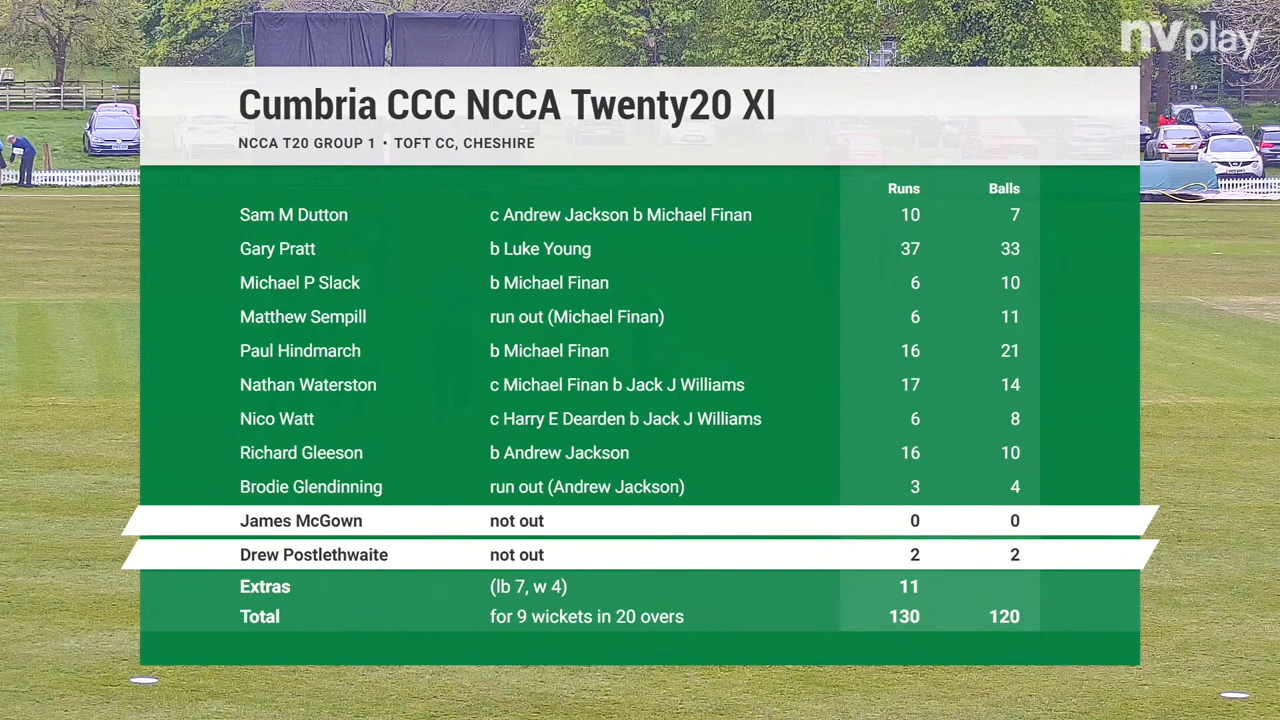 nvplay
Cumbria CCC NCCA Twenty20 XI
NCCA T20 GROUP 1 • TOFT CC, CHESHIRE
Runs Balls
Sam M Dutton c Andrew Jackson b Michael Finan 10 7
Gary Pratt b Luke Young 37 33
Michael P Slack b Michael Finan 6 10
Matthew Sempill run out (Michael Finan) 6 11
Paul Hindmarch b Michael Finan 16 21
Nathan Waterston c Michael Finan b Jack J Williams 17 14
Nico Watt c Harry E Dearden b Jack J Williams 6 8
Richard Gleeson b Andrew Jackson 16 10
Brodie Glendinning run out (Andrew Jackson) 3 4
James McGown not out 0 0
Drew Postlethwaite not out 2 2
Extras (lb 7, w 4) 11
Total for 9 wickets in 20 overs 130 120